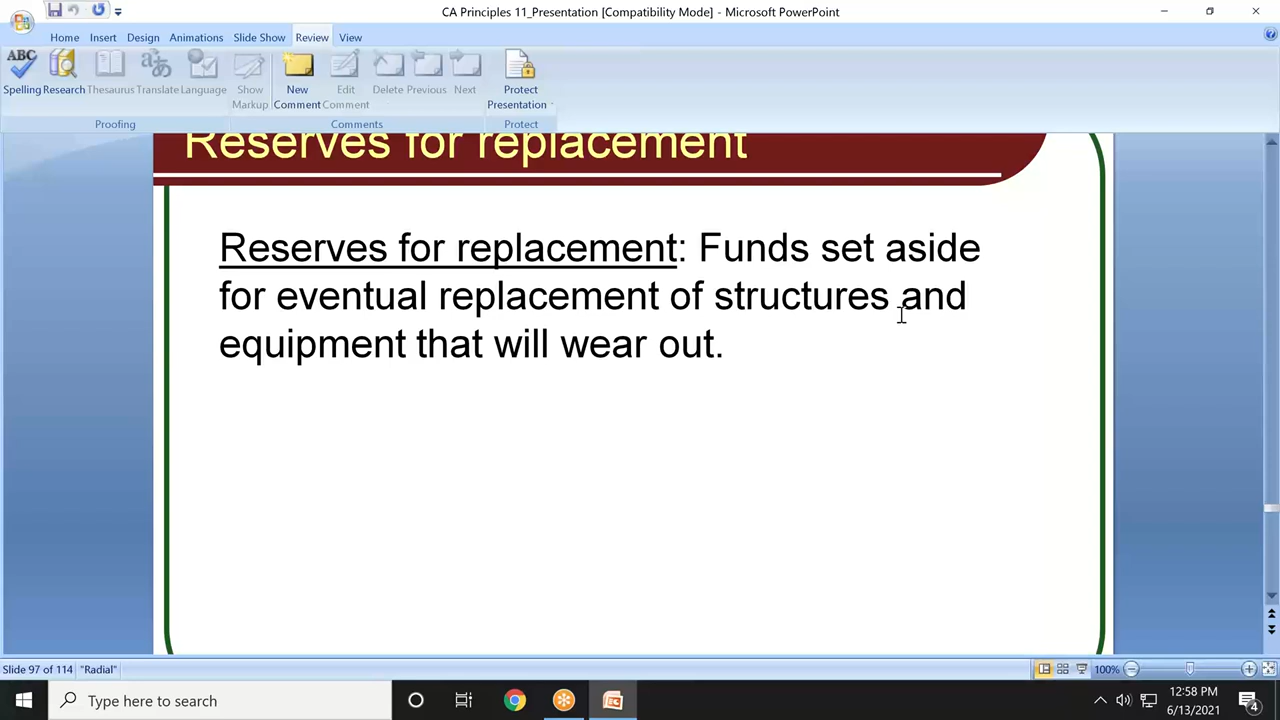 CA Principles 11_Presentation [Compatibility Mode] - Microsoft PowerPoint
Home Insert Design Animations Slide Show Review View
ABC
Spelling Research Thesaurus Translate Language Show Markup New Comment Edit Comment Delete Previous Next Protect Presentation
Proofing Comments Protect
Reserves for replacement
Reserves for replacement: Funds set aside
for eventual replacement of structures and
equipment that will wear out.
Slide 97 of 114 "Radial" 100%
Type here to search
12:58 PM
6/13/2021
4